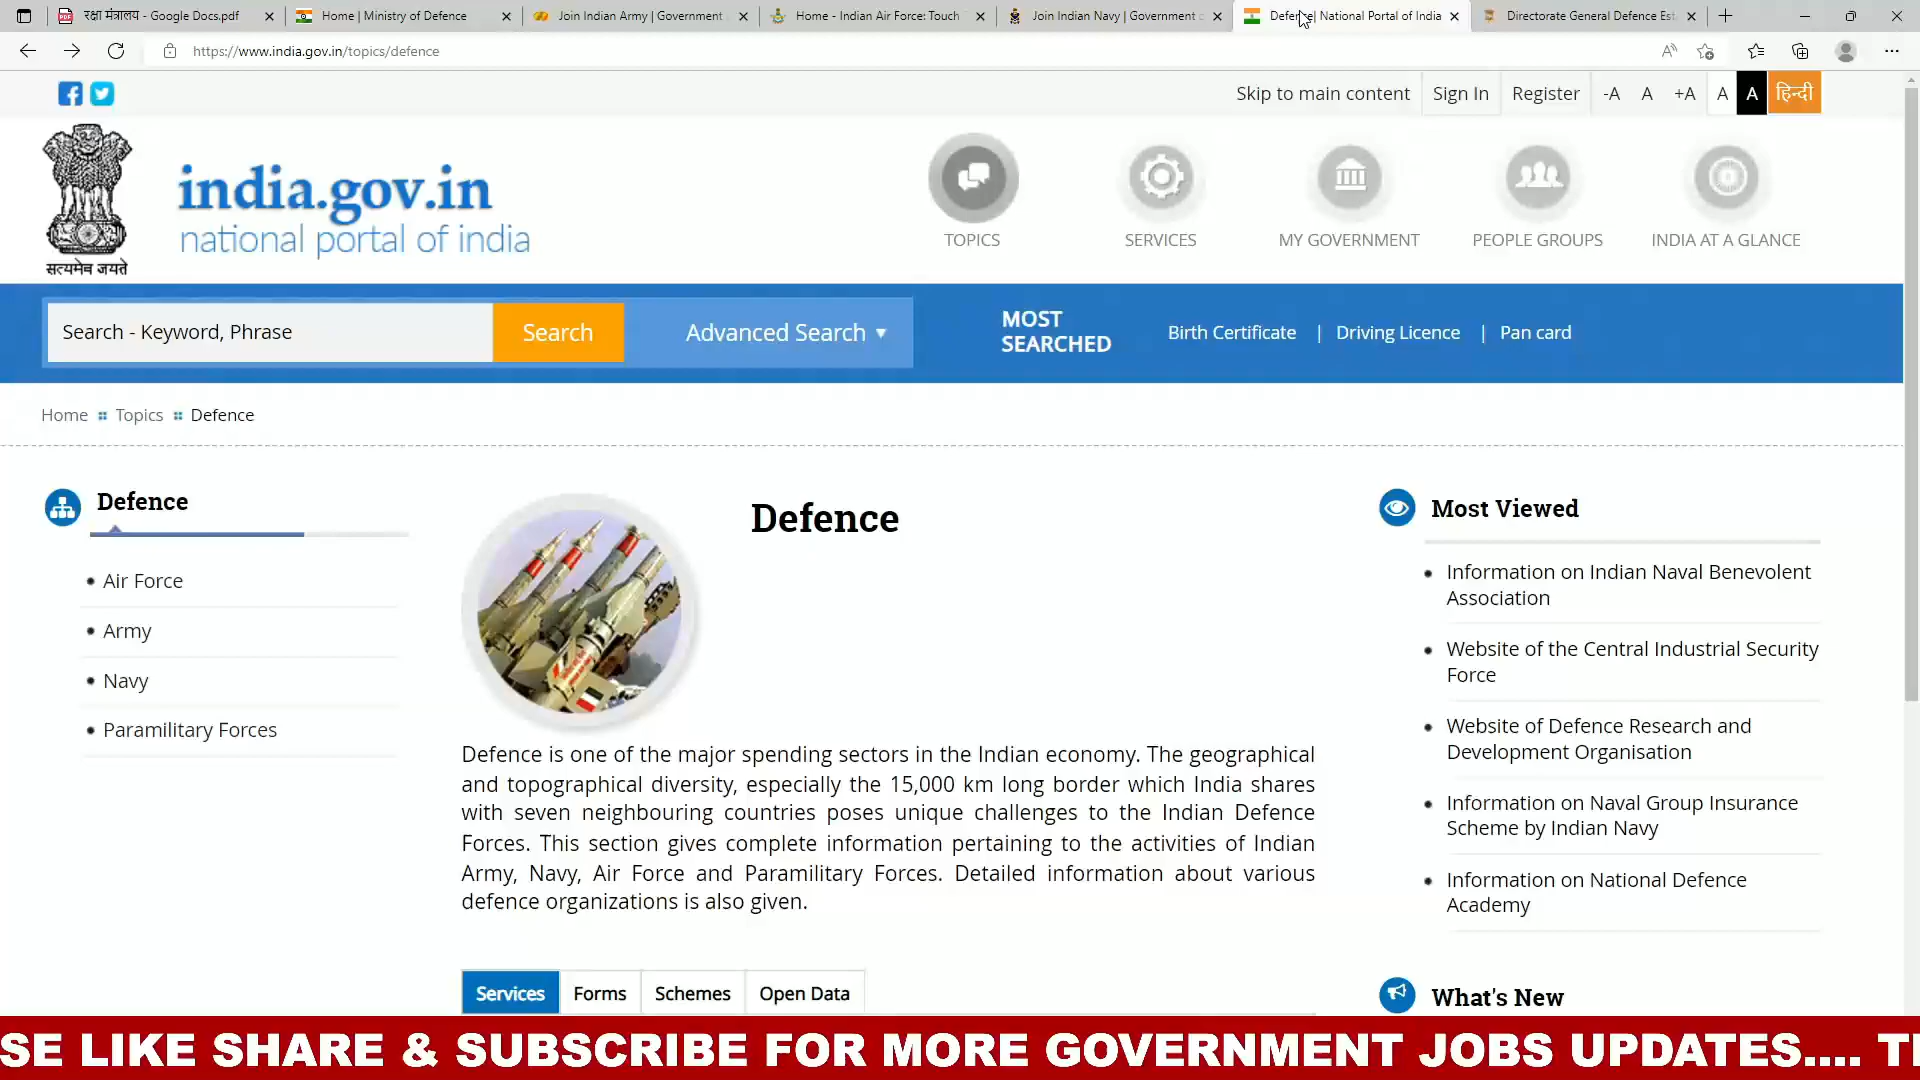 रक्षा मंत्रालय - Google Docs.pdf
Home | Ministry of Defence
Join Indian Army | Government
Home - Indian Air Force: Touch
Join Indian Navy | Government
Defence | National Portal of India
Directorate General Defence Est
https://www.india.gov.in/topics/defence
Skip to main content
Sign In
Register
-A
A
+A
A
A
हिन्दी
सत्यमेव जयते
india.gov.in
national portal of india
TOPICS
SERVICES
MY GOVERNMENT
PEOPLE GROUPS
INDIA AT A GLANCE
Search - Keyword, Phrase
Search
Advanced Search
MOST
SEARCHED
Birth Certificate | Driving Licence | Pan card
Home Topics Defence
Defence
Air Force
Army
Navy
Paramilitary Forces
Defence
Defence is one of the major spending sectors in the Indian economy. The geographical
and topographical diversity, especially the 15,000 km long border which India shares
with seven neighbouring countries poses unique challenges to the Indian Defence
Forces. This section gives complete information pertaining to the activities of Indian
Army, Navy, Air Force and Paramilitary Forces. Detailed information about various
defence organizations is also given.
Services
Forms
Schemes
Open Data
Most Viewed
Information on Indian Naval Benevolent
Association
Website of the Central Industrial Security
Force
Website of Defence Research and
Development Organisation
Information on Naval Group Insurance
Scheme by Indian Navy
Information on National Defence
Academy
What's New
SE LIKE SHARE & SUBSCRIBE FOR MORE GOVERNMENT JOBS UPDATES....